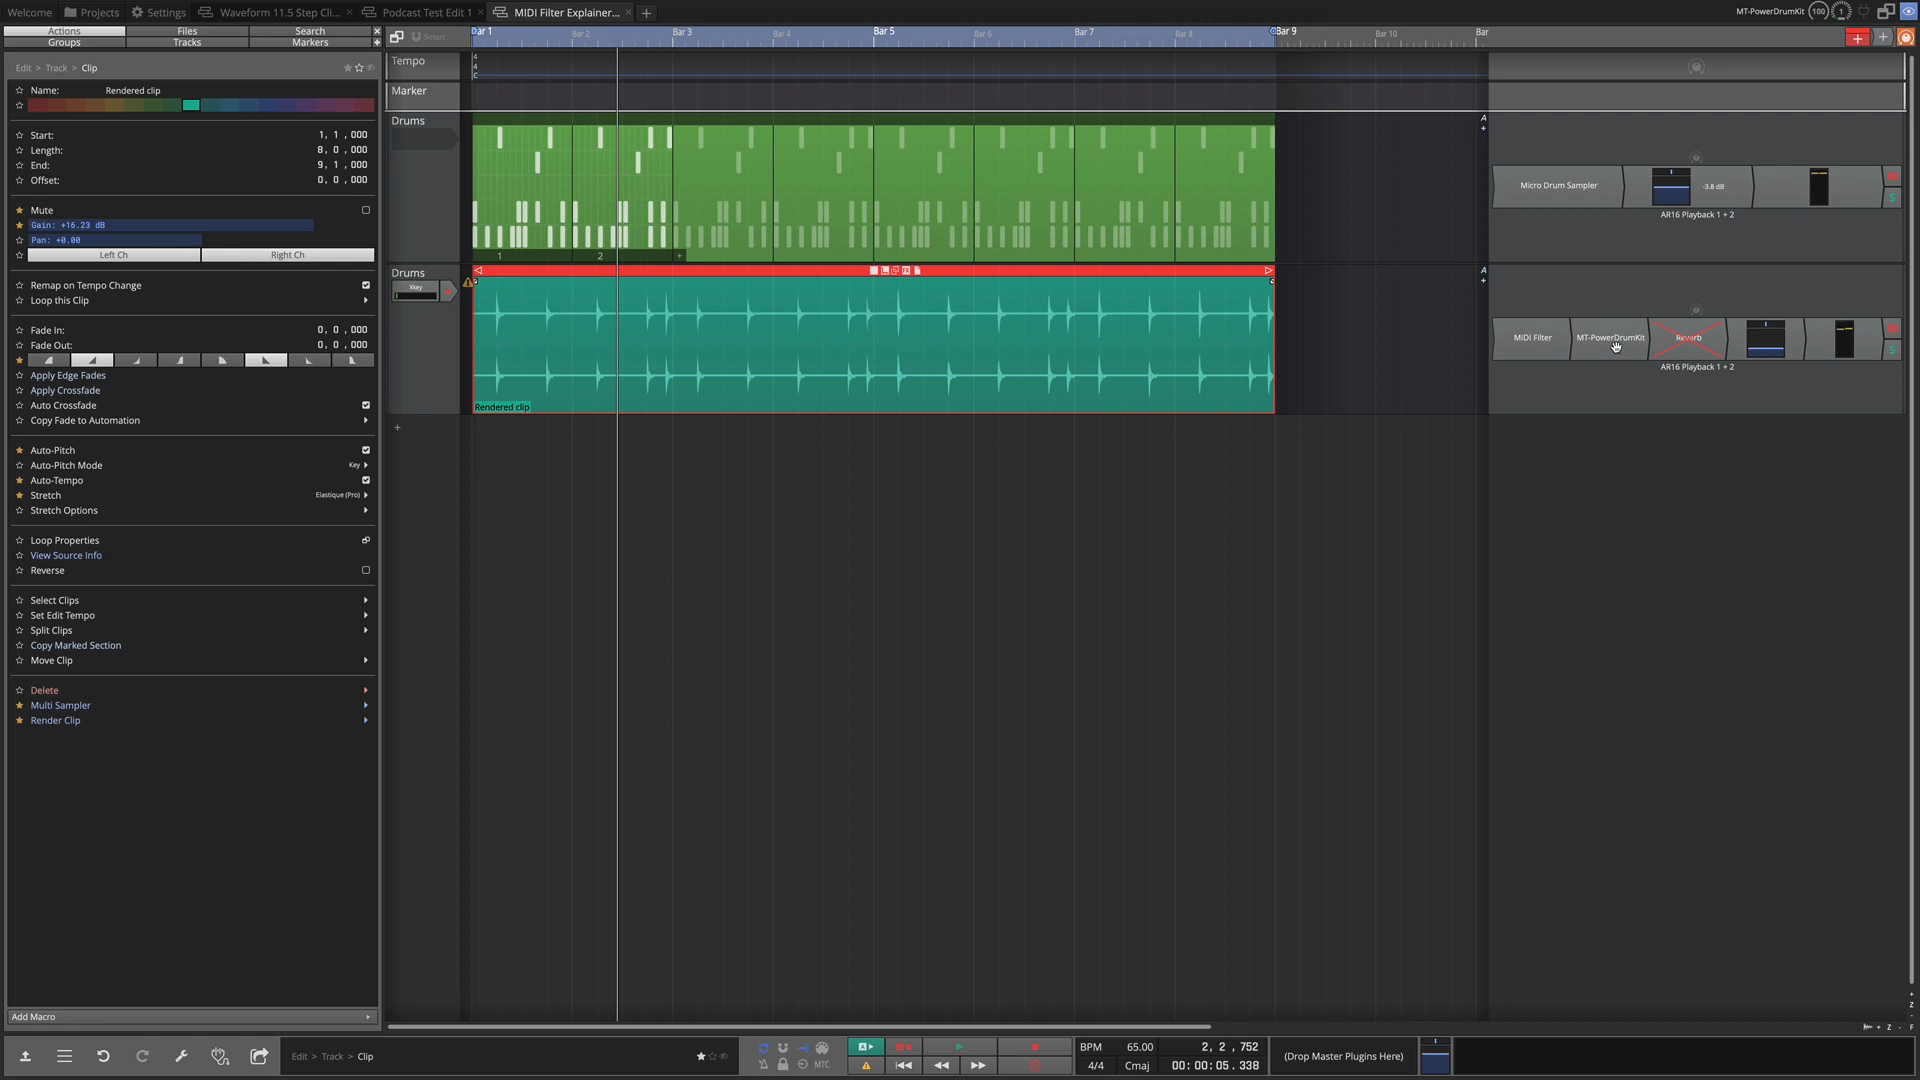 Welcome
Projects
Settings
Waveform 11.5 Step Cli...
Podcast Test Edit 1
MIDI Filter Explainer...
MT-PowerDrumKit
100
1
Actions
Files
Search
Groups
Tracks
Markers
Smart
Bar 1
Bar 2
Bar 3
Bar 4
Bar 5
Bar 6
Bar 7
Bar 8
Bar 9
Bar 10
Bar
Edit > Track > Clip
Tempo
4
4
C
Marker
Name: Rendered clip
Start: 1, 1 ,000
Length: 8, 0 ,000
End: 9, 1 ,000
Offset: 0, 0 ,000
Mute
Gain: +16.23 dB
Pan: +0.00
Left Ch
Right Ch
Remap on Tempo Change
Loop this Clip
Fade In: 0, 0 ,000
Fade Out: 0, 0 ,000
Apply Edge Fades
Apply Crossfade
Auto Crossfade
Copy Fade to Automation
Auto-Pitch
Auto-Pitch Mode Key
Auto-Tempo
Stretch Elastique (Pro)
Stretch Options
Loop Properties
View Source Info
Reverse
Select Clips
Set Edit Tempo
Split Clips
Copy Marked Section
Move Clip
Delete
Multi Sampler
Render Clip
Add Macro
Drums
1
2
+
A
+
Micro Drum Sampler
-3.8 dB
M
S
AR16 Playback 1 + 2
Drums
Xkey
FX
Rendered clip
A
+
MIDI Filter
MT-PowerDrumKit
Reverb
M
S
AR16 Playback 1 + 2
+
+
Z
-
+ Z - F
Edit > Track > Clip
MTC
A
BPM 65.00
4/4 Cmaj
2, 2 , 752
00: 00: 05 . 338
(Drop Master Plugins Here)